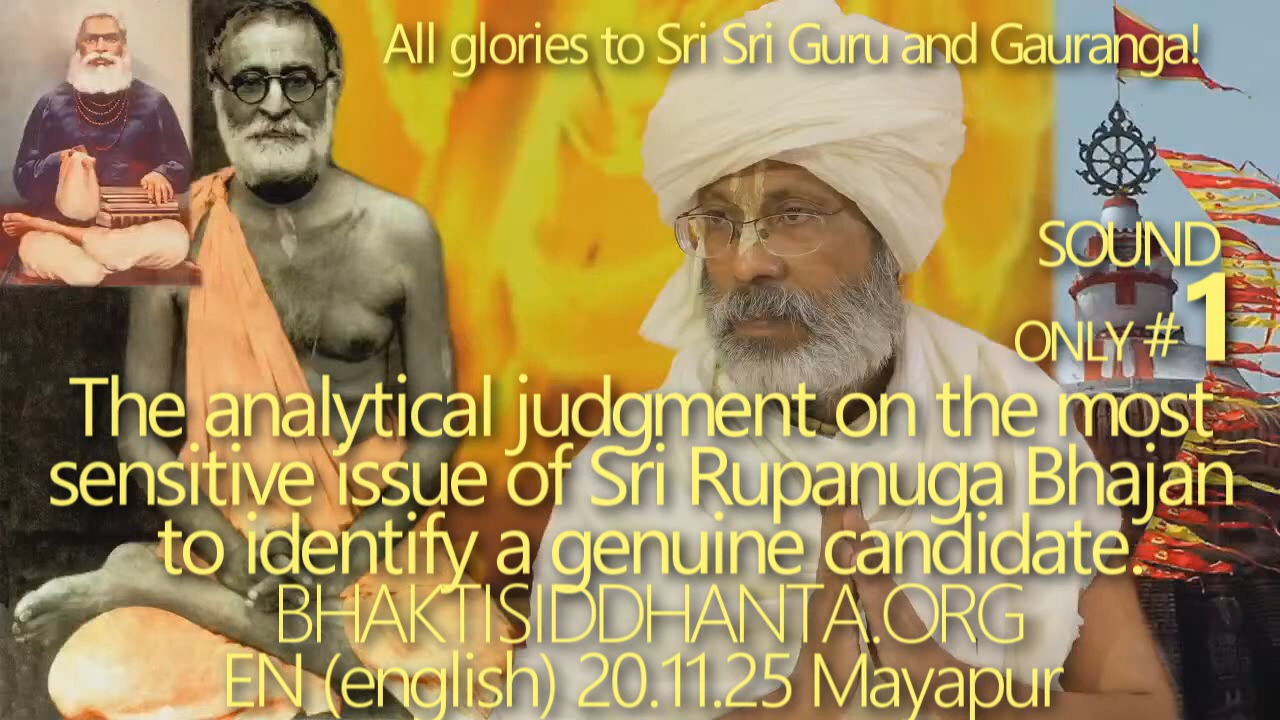 All glories to Sri Sri Guru and Gauranga!
SOUND
ONLY #1
The analytical judgment on the most
sensitive issue of Sri Rupanuga Bhajan
to identify a genuine candidate.
BHAKTISIDDHANTA.ORG
EN (english) 20.11.25 Mayapur